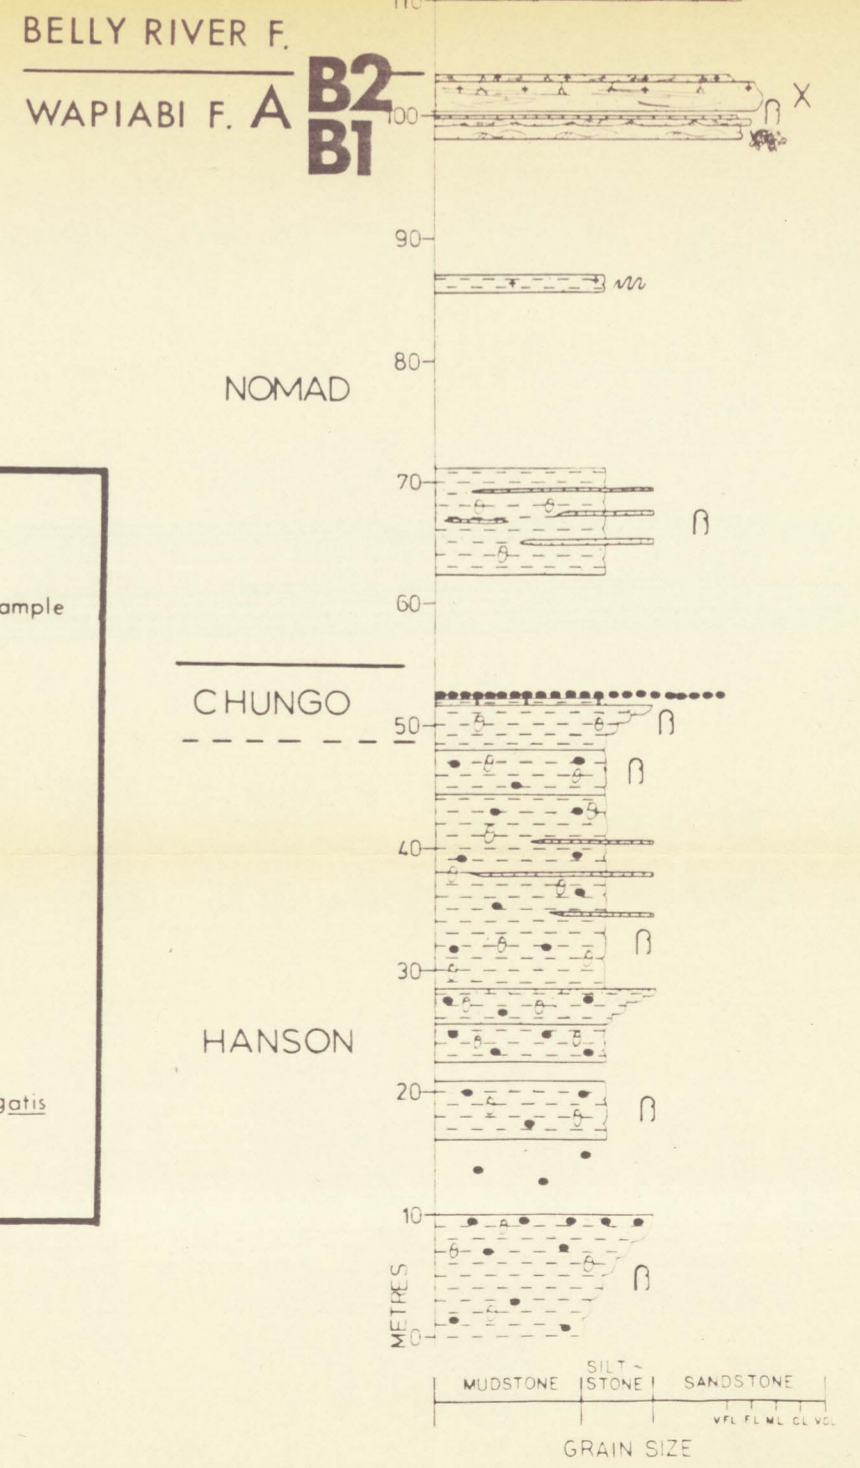 110
BELLY RIVER F.
WAPIABI F. A
B2
B1
100
90
80
NOMAD
70
ample
60
CHUNGO
50
40
30
HANSON
20
gatis
10
METRES
0
MUDSTONE SILT-STONE SANDSTONE
VFL FL ML CL VCL
GRAIN SIZE